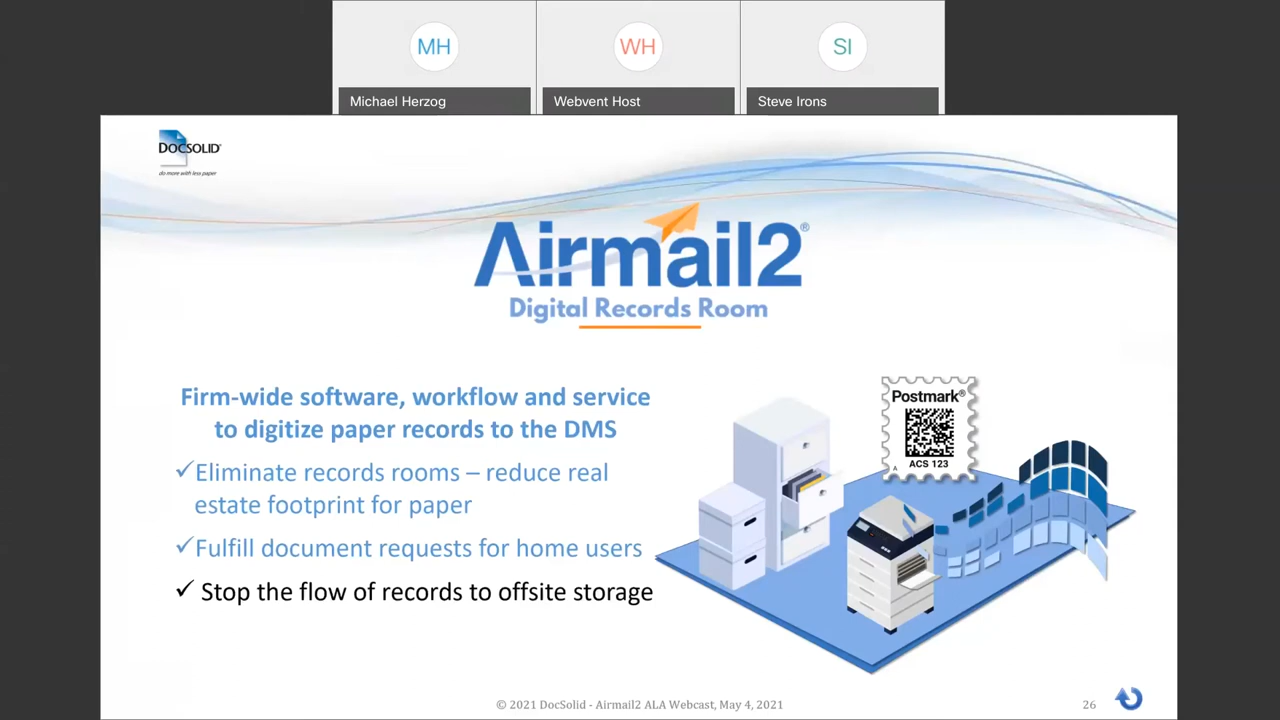 MH
WH
SI
Michael Herzog
Webvent Host
Steve Irons
DOCSOLID
do more with less paper
Airmail2®
Digital Records Room
Firm-wide software, workflow and service
to digitize paper records to the DMS
✓Eliminate records rooms – reduce real
estate footprint for paper
✓Fulfill document requests for home users
✓ Stop the flow of records to offsite storage
Postmark®
A
ACS 123
© 2021 DocSolid - Airmail2 ALA Webcast, May 4, 2021
26